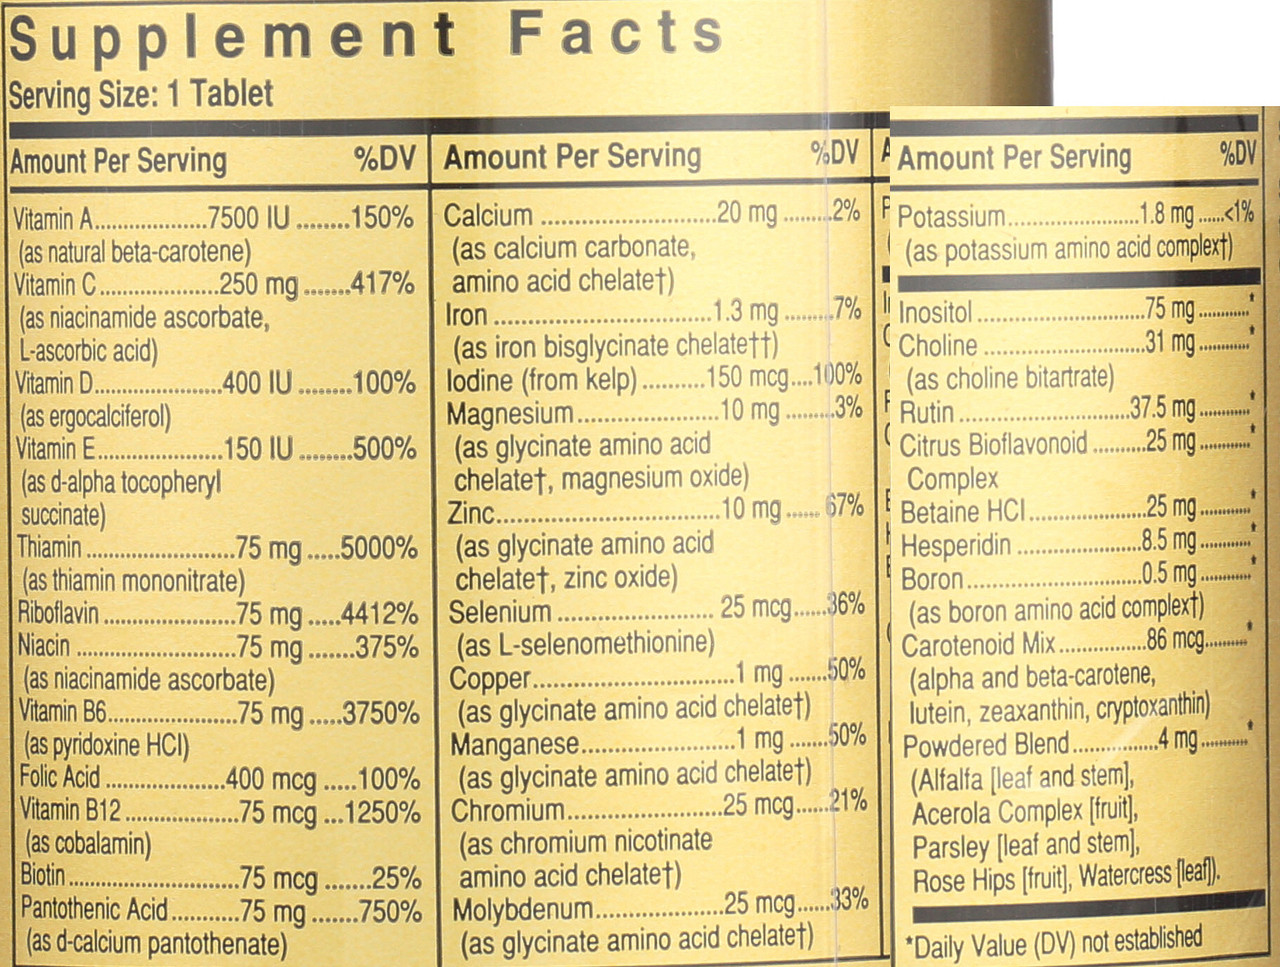 Supplement Facts
Serving Size: 1 Tablet
Amount Per Serving %DV
Vitamin A....................7500 IU.........150%
(as natural beta-carotene)
Vitamin C....................250 mg........417%
(as niacinamide ascorbate,
L-ascorbic acid)
Vitamin D......................400 IU..........100%
(as ergocalciferol)
Vitamin E.....................150 IU.........500%
(as d-alpha tocopheryl
succinate)
Thiamin.........................75 mg.....5000%
(as thiamin mononitrate)
Riboflavin......................75 mg.....4412%
Niacin...........................75 mg.......375%
(as niacinamide ascorbate)
Vitamin B6......................75 mg.....3750%
(as pyridoxine HCI)
Folic Acid....................400 mcg.....100%
Vitamin B12...................75 mcg...1250%
(as cobalamin)
Biotin.............................75 mcg.......25%
Pantothenic Acid...........75 mg.......750%
(as d-calcium pantothenate)
Amount Per Serving %DV
Calcium.............................20 mg.........2%
(as calcium carbonate,
amino acid chelate†)
Iron....................................1.3 mg.........7%
(as iron bisglycinate chelate††)
Iodine (from kelp)..........150 mcg....100%
Magnesium.......................10 mg.........3%
(as glycinate amino acid
chelate†, magnesium oxide)
Zinc....................................10 mg......67%
(as glycinate amino acid
chelate†, zinc oxide)
Selenium.........................25 mcg......36%
(as L-selenomethionine)
Copper................................1 mg.......50%
(as glycinate amino acid chelate†)
Manganese........................1 mg.......50%
(as glycinate amino acid chelate†)
Chromium.........................25 mcg......21%
(as chromium nicotinate
amino acid chelate†)
Molybdenum....................25 mcg......33%
(as glycinate amino acid chelate†)
Amount Per Serving %DV
Potassium......................1.8 mg......<1%
(as potassium amino acid complex†)
Inositol...........................75 mg............*
Choline..........................31 mg............*
(as choline bitartrate)
Rutin............................37.5 mg............*
Citrus Bioflavonoid..........25 mg............*
Complex
Betaine HCI....................25 mg............*
Hesperidin.....................8.5 mg............*
Boron.............................0.5 mg............*
(as boron amino acid complex†)
Carotenoid Mix...............86 mcg..........*
(alpha and beta-carotene,
lutein, zeaxanthin, cryptoxanthin)
Powdered Blend................4 mg...........*
(Alfalfa [leaf and stem],
Acerola Complex [fruit],
Parsley [leaf and stem],
Rose Hips [fruit], Watercress [leaf]).
*Daily Value (DV) not established